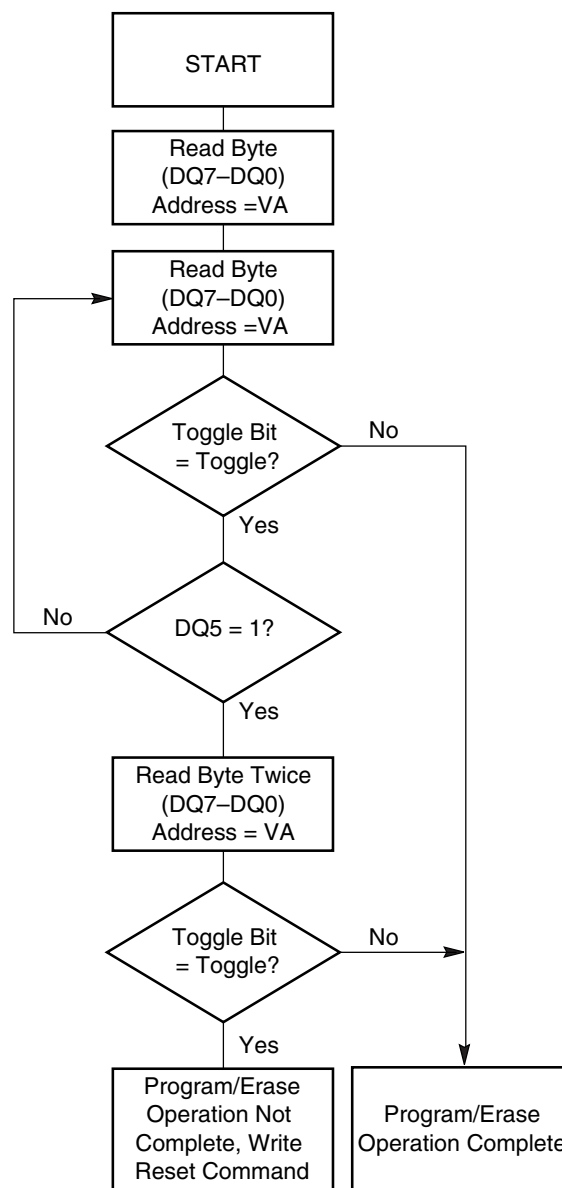 START
Read Byte
(DQ7–DQ0)
Address =VA
Read Byte
(DQ7–DQ0)
Address =VA
Toggle Bit
= Toggle?
No
Yes
No
DQ5 = 1?
Yes
Read Byte Twice
(DQ7–DQ0)
Address = VA
Toggle Bit
= Toggle?
No
Yes
Program/Erase
Operation Not
Complete, Write
Reset Command
Program/Erase
Operation Complete